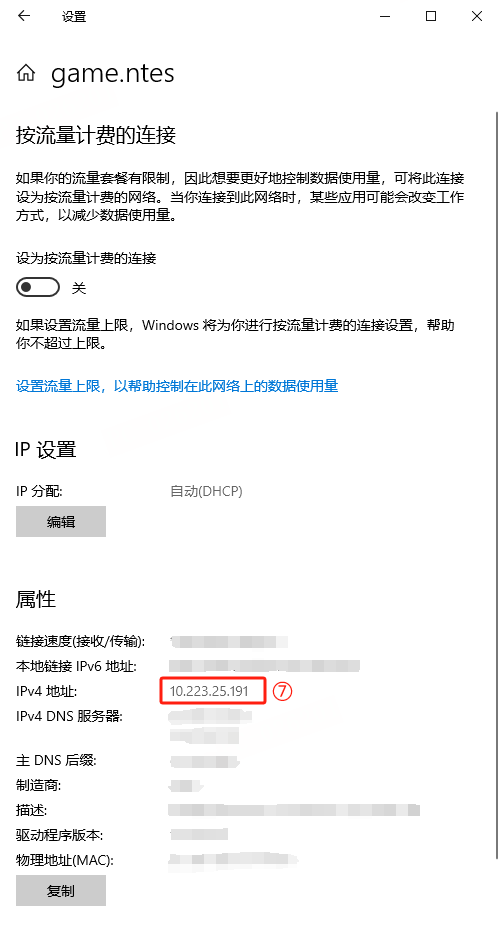 设置
game.ntes
按流量计费的连接
如果你的流量套餐有限制，因此想要更好地控制数据使用量，可将此连接
设为按流量计费的网络。当你连接到此网络时，某些应用可能会改变工作
方式，以减少数据使用量。
设为按流量计费的连接
关
如果设置流量上限，Windows 将为你进行按流量计费的连接设置，帮助
你不超过上限。
设置流量上限，以帮助控制在此网络上的数据使用量
IP 设置
IP 分配: 自动(DHCP)
编辑
属性
链接速度(接收/传输):
本地链接 IPv6 地址:
IPv4 地址: 10.223.25.191 ⑦
IPv4 DNS 服务器:
主 DNS 后缀:
制造商:
描述:
驱动程序版本:
物理地址(MAC):
复制